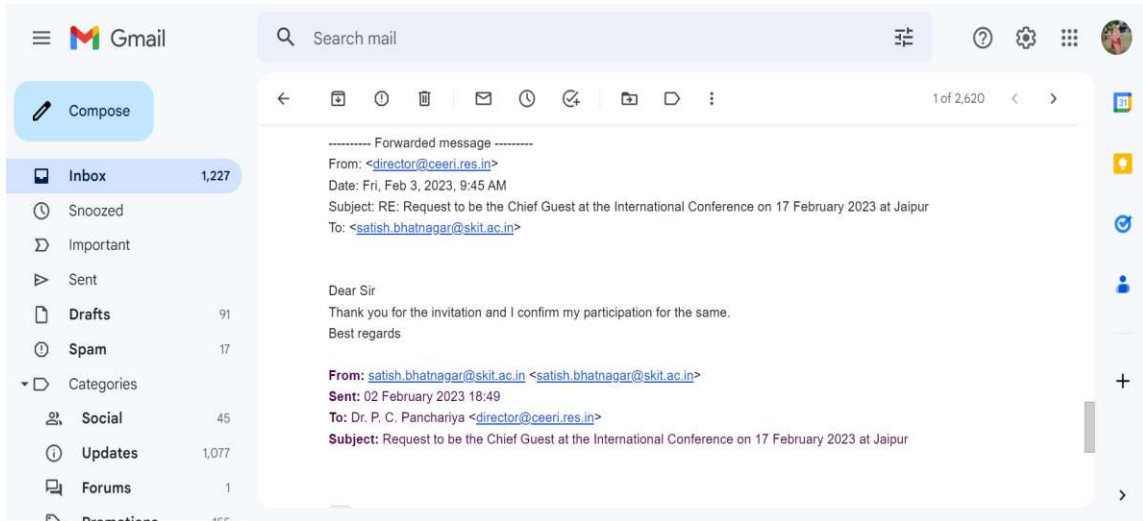 Gmail
Search mail
Compose
1 of 2,620
31
Inbox 1,227
Snoozed
Important
Sent
Drafts 91
Spam 17
Categories
Social 45
Updates 1,077
Forums 1
---------- Forwarded message ---------
From: <director@ceeri.res.in>
Date: Fri, Feb 3, 2023, 9:45 AM
Subject: RE: Request to be the Chief Guest at the International Conference on 17 February 2023 at Jaipur
To: <satish.bhatnagar@skit.ac.in>
Dear Sir
Thank you for the invitation and I confirm my participation for the same.
Best regards
From: satish.bhatnagar@skit.ac.in <satish.bhatnagar@skit.ac.in>
Sent: 02 February 2023 18:49
To: Dr. P. C. Panchariya <director@ceeri.res.in>
Subject: Request to be the Chief Guest at the International Conference on 17 February 2023 at Jaipur